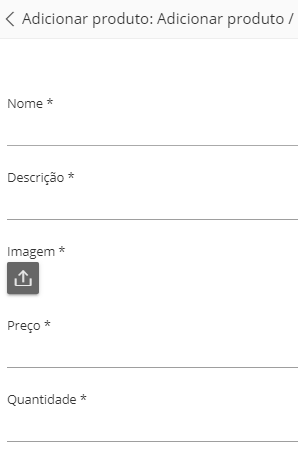 Adicionar produto: Adicionar produto /
Nome *
Descrição *
Imagem *
Preço *
Quantidade *